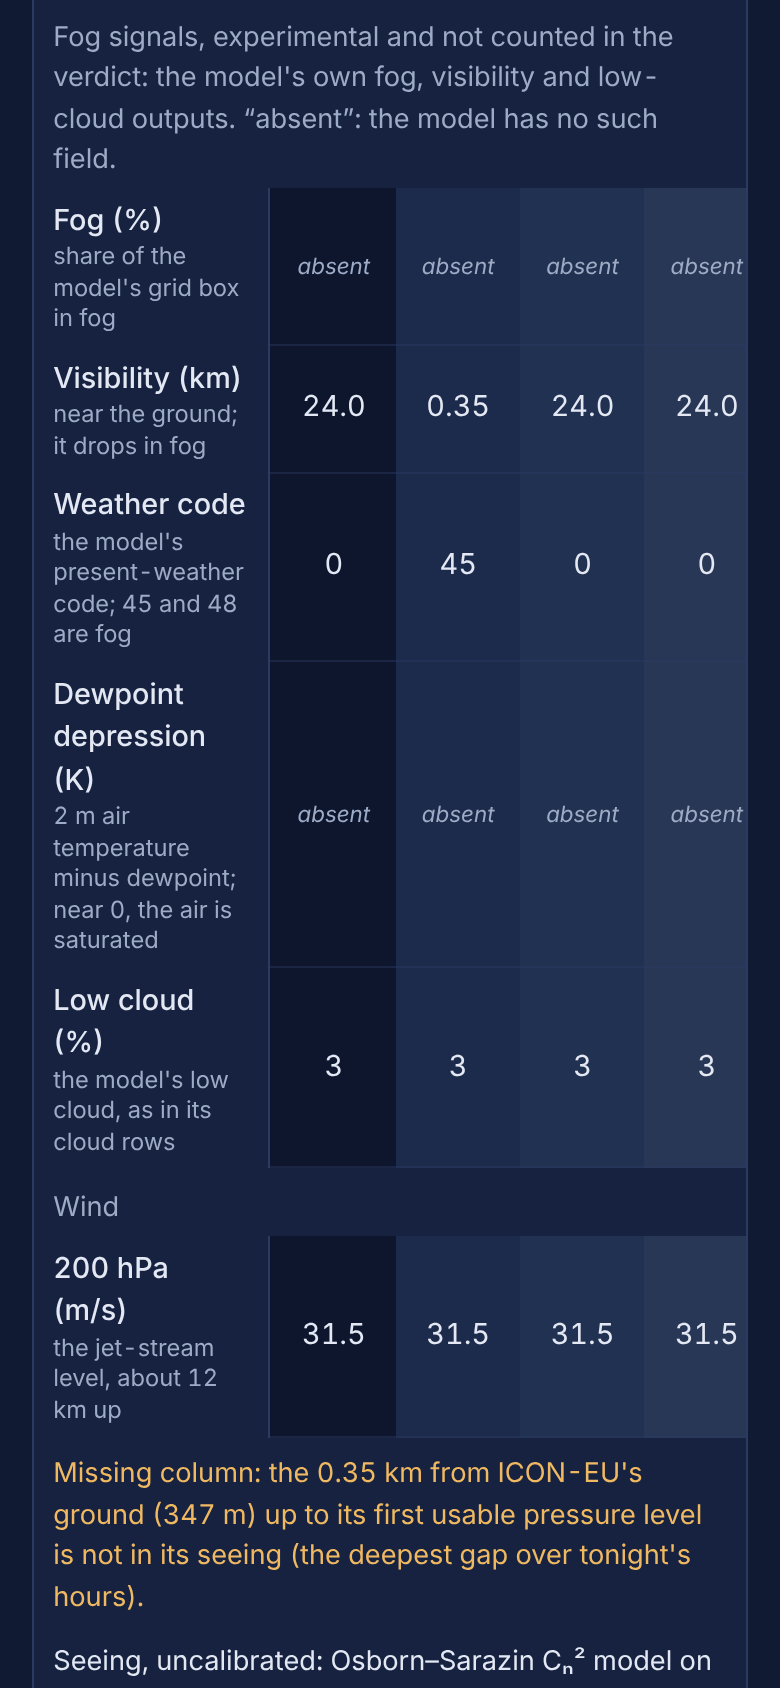 Fog signals, experimental and not counted in the
verdict: the model's own fog, visibility and low-
cloud outputs. “absent”: the model has no such
field.
Fog (%)
share of the
model's grid box
in fog
absent absent absent absent
Visibility (km)
near the ground;
it drops in fog
24.0 0.35 24.0 24.0
Weather code
the model's
present-weather
code; 45 and 48
are fog
0 45 0 0
Dewpoint
depression
(K)
2 m air
temperature
minus dewpoint;
near 0, the air is
saturated
absent absent absent absent
Low cloud
(%)
the model's low
cloud, as in its
cloud rows
3 3 3 3
Wind
200 hPa
(m/s)
the jet-stream
level, about 12
km up
31.5 31.5 31.5 31.5
Missing column: the 0.35 km from ICON-EU's
ground (347 m) up to its first usable pressure level
is not in its seeing (the deepest gap over tonight's
hours).
Seeing, uncalibrated: Osborn–Sarazin Cₙ² model on